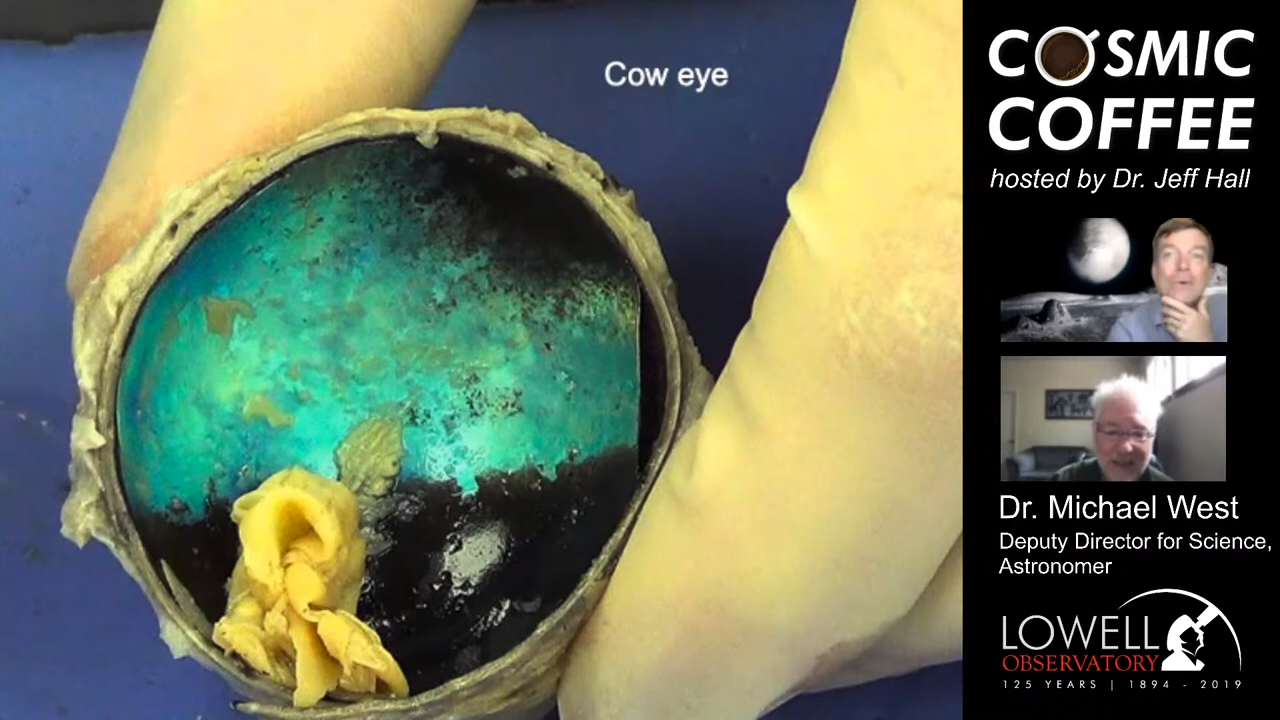 Cow eye
COSMIC
COFFEE
hosted by Dr. Jeff Hall
Dr. Michael West
Deputy Director for Science,
Astronomer
LOWELL
OBSERVATORY
125 YEARS | 1894 - 2019